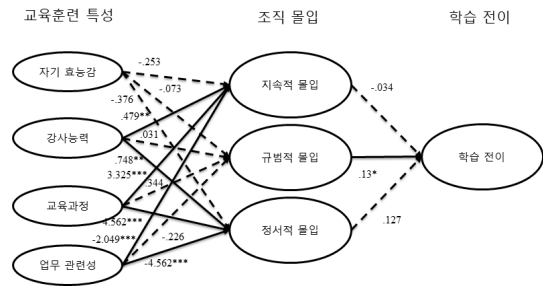 교육훈련 특성
조직 몰입
학습 전이
자기 효능감
강사능력
교육과정
업무 관련성
지속적 몰입
규범적 몰입
정서적 몰입
학습 전이
-.253
-.073
-.376
.479**
.031
.748**
3.325***
.344
4.562***
-2.049***
-.226
-4.562***
-.034
.13*
.127